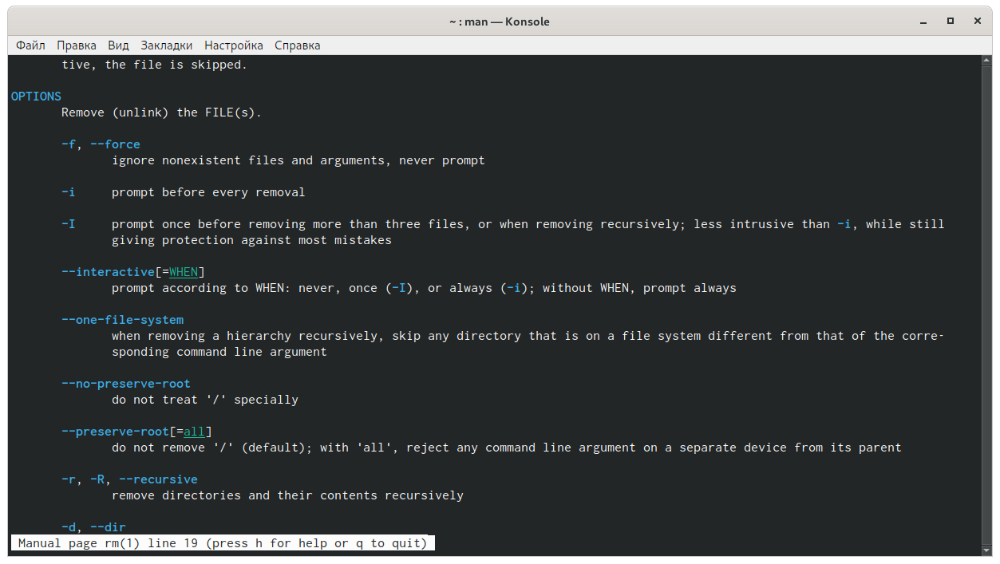 ~ : man — Konsole
Файл Правка Вид Закладки Настройка Справка
tive, the file is skipped.
OPTIONS
Remove (unlink) the FILE(s).
-f, --force
ignore nonexistent files and arguments, never prompt
-i prompt before every removal
-I prompt once before removing more than three files, or when removing recursively; less intrusive than -i, while still
giving protection against most mistakes
--interactive[=WHEN]
prompt according to WHEN: never, once (-I), or always (-i); without WHEN, prompt always
--one-file-system
when removing a hierarchy recursively, skip any directory that is on a file system different from that of the corre-
sponding command line argument
--no-preserve-root
do not treat '/' specially
--preserve-root[=all]
do not remove '/' (default); with 'all', reject any command line argument on a separate device from its parent
-r, -R, --recursive
remove directories and their contents recursively
-d, --dir
Manual page rm(1) line 19 (press h for help or q to quit)